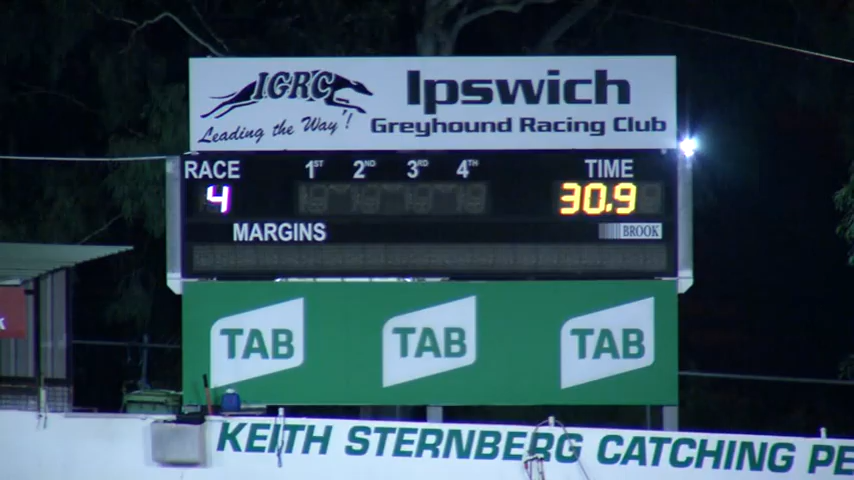 IGRC
Leading the Way!
Ipswich
Greyhound Racing Club
RACE 1ST 2ND 3RD 4TH TIME
4 30.9
MARGINS BROOK
TAB TAB TAB
KEITH STERNBERG CATCHING PE